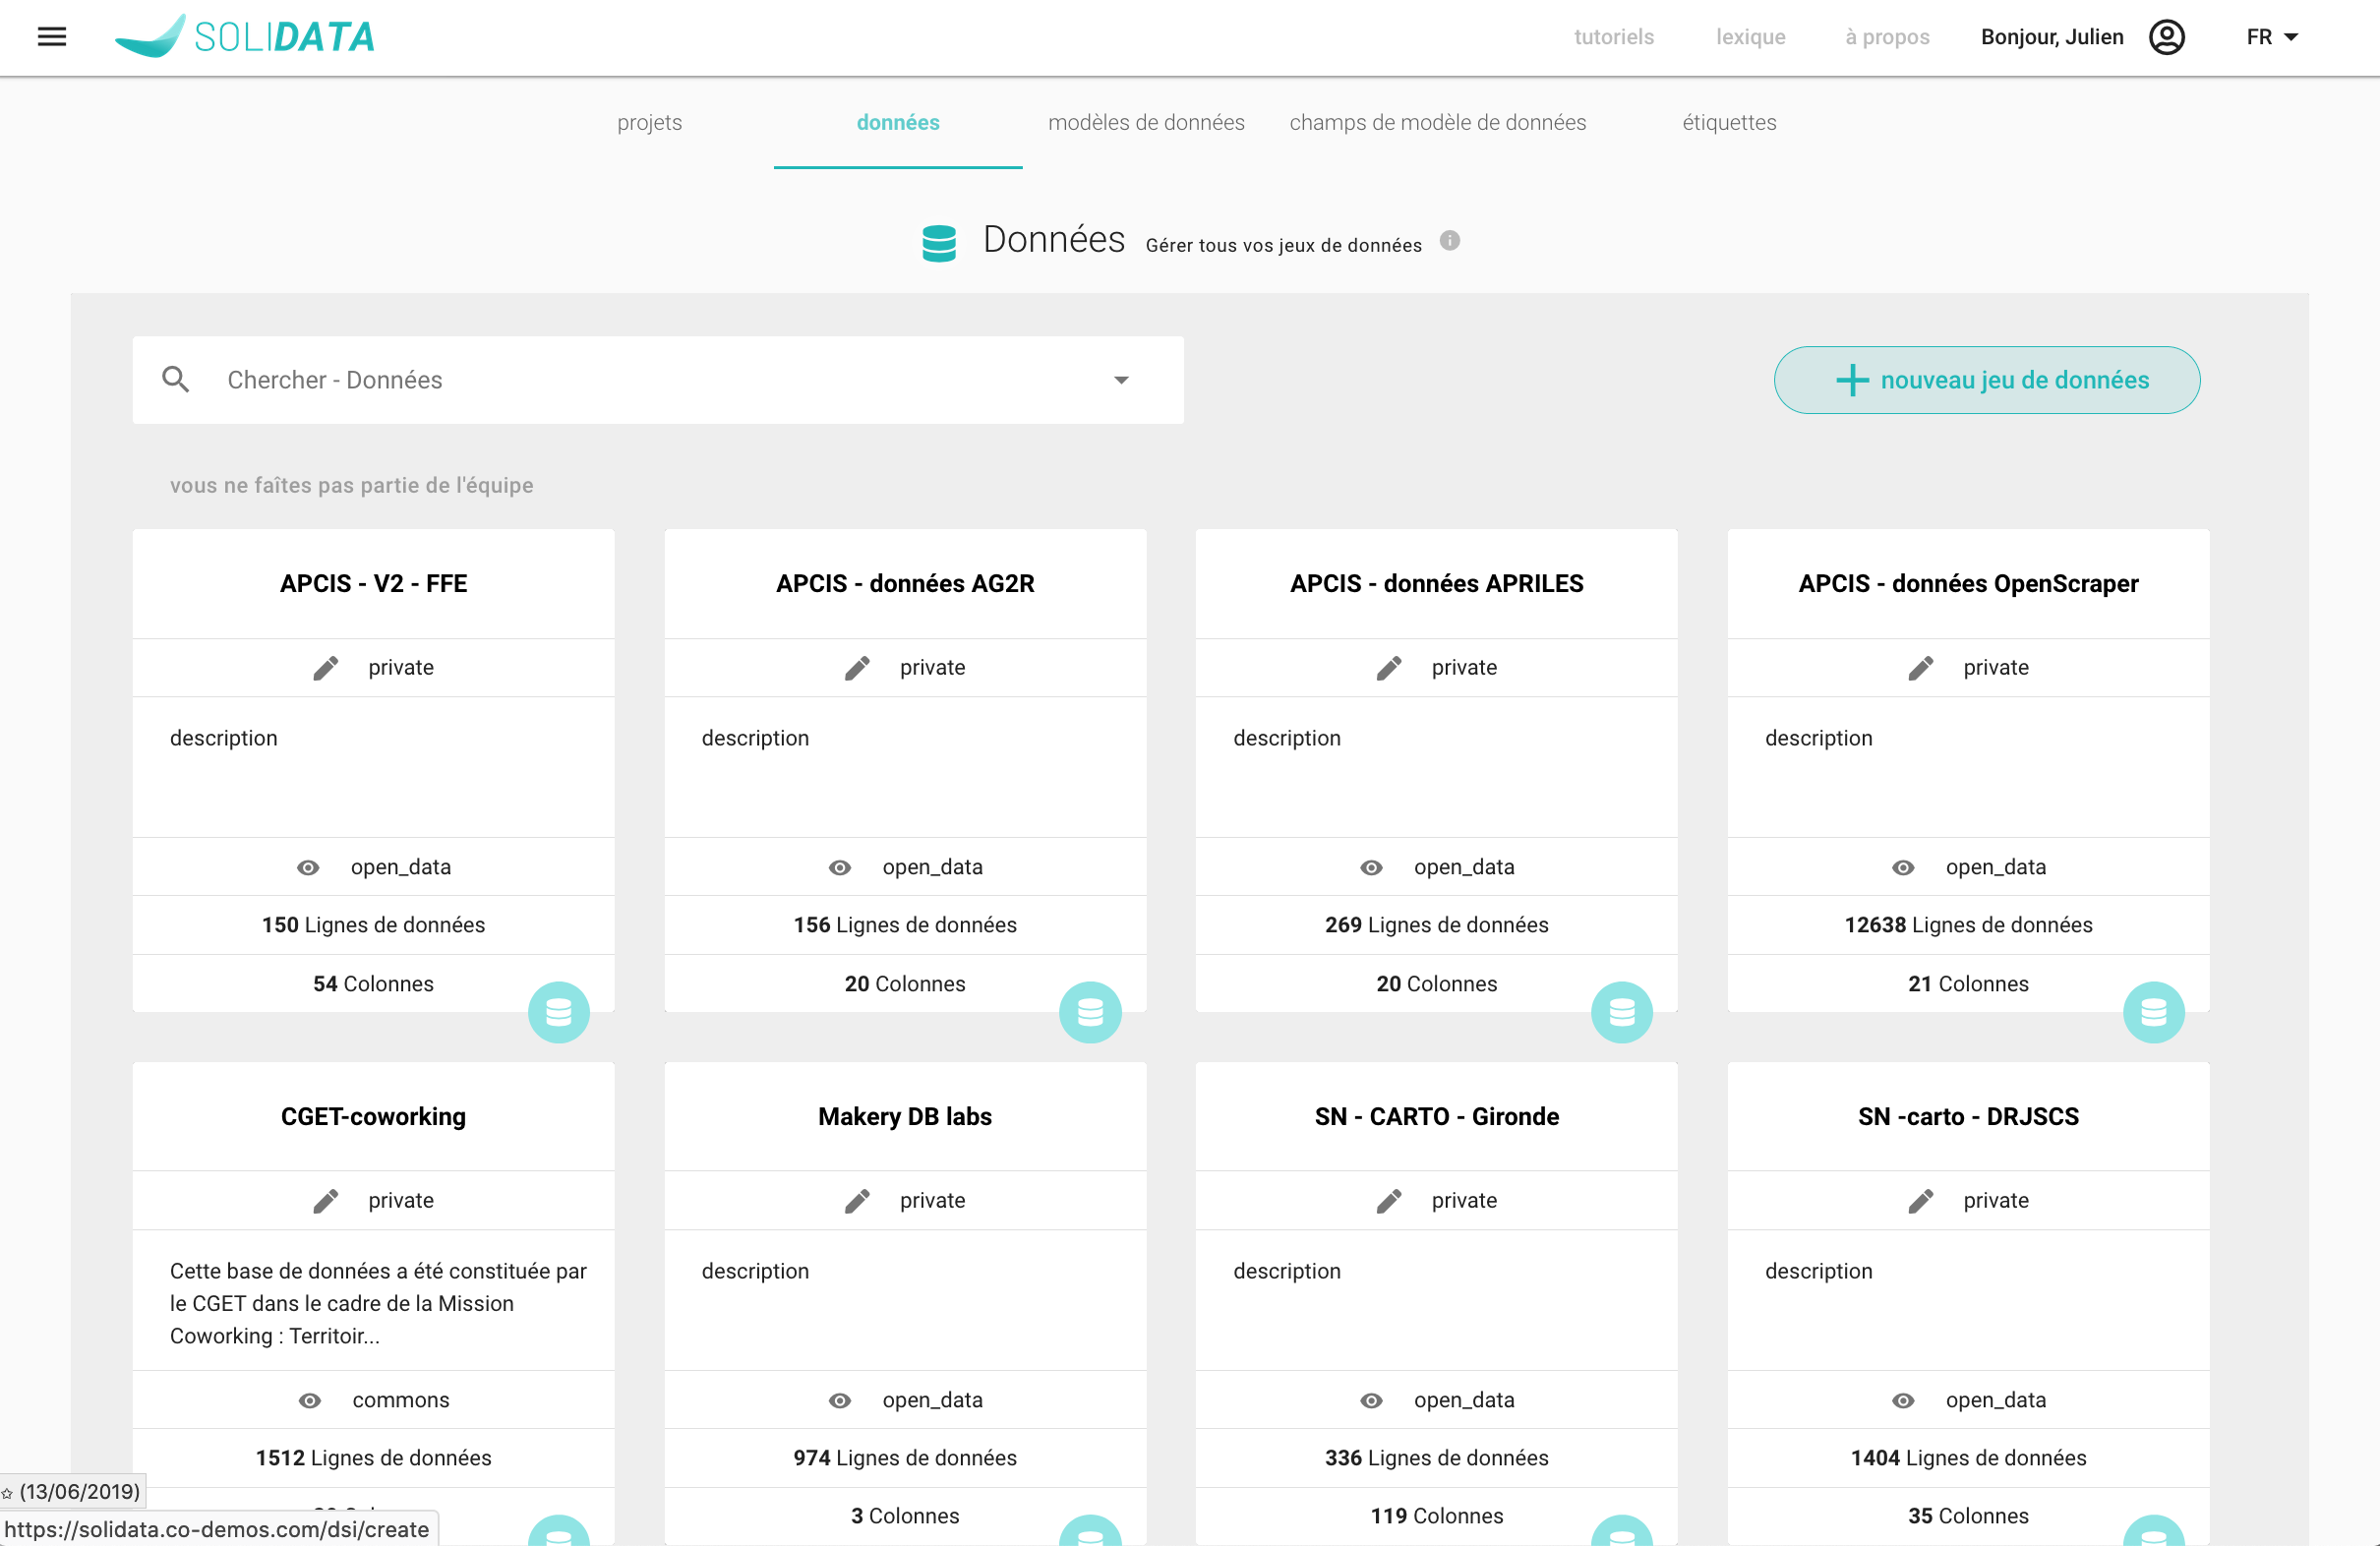 SOLIDATA
tutoriels
lexique
à propos
Bonjour, Julien
FR
projets
données
modèles de données
champs de modèle de données
étiquettes
Données Gérer tous vos jeux de données
Chercher - Données
nouveau jeu de données
vous ne faîtes pas partie de l'équipe
APCIS - V2 - FFE
private
description
open_data
150 Lignes de données
54 Colonnes
APCIS - données AG2R
private
description
open_data
156 Lignes de données
20 Colonnes
APCIS - données APRILES
private
description
open_data
269 Lignes de données
20 Colonnes
APCIS - données OpenScraper
private
description
open_data
12638 Lignes de données
21 Colonnes
CGET-coworking
private
Cette base de données a été constituée par
le CGET dans le cadre de la Mission
Coworking : Territoir...
commons
1512 Lignes de données
Makery DB labs
private
description
open_data
974 Lignes de données
3 Colonnes
SN - CARTO - Gironde
private
description
open_data
336 Lignes de données
119 Colonnes
SN -carto - DRJSCS
private
description
open_data
1404 Lignes de données
35 Colonnes
☆ (13/06/2019)
https://solidata.co-demos.com/dsi/create